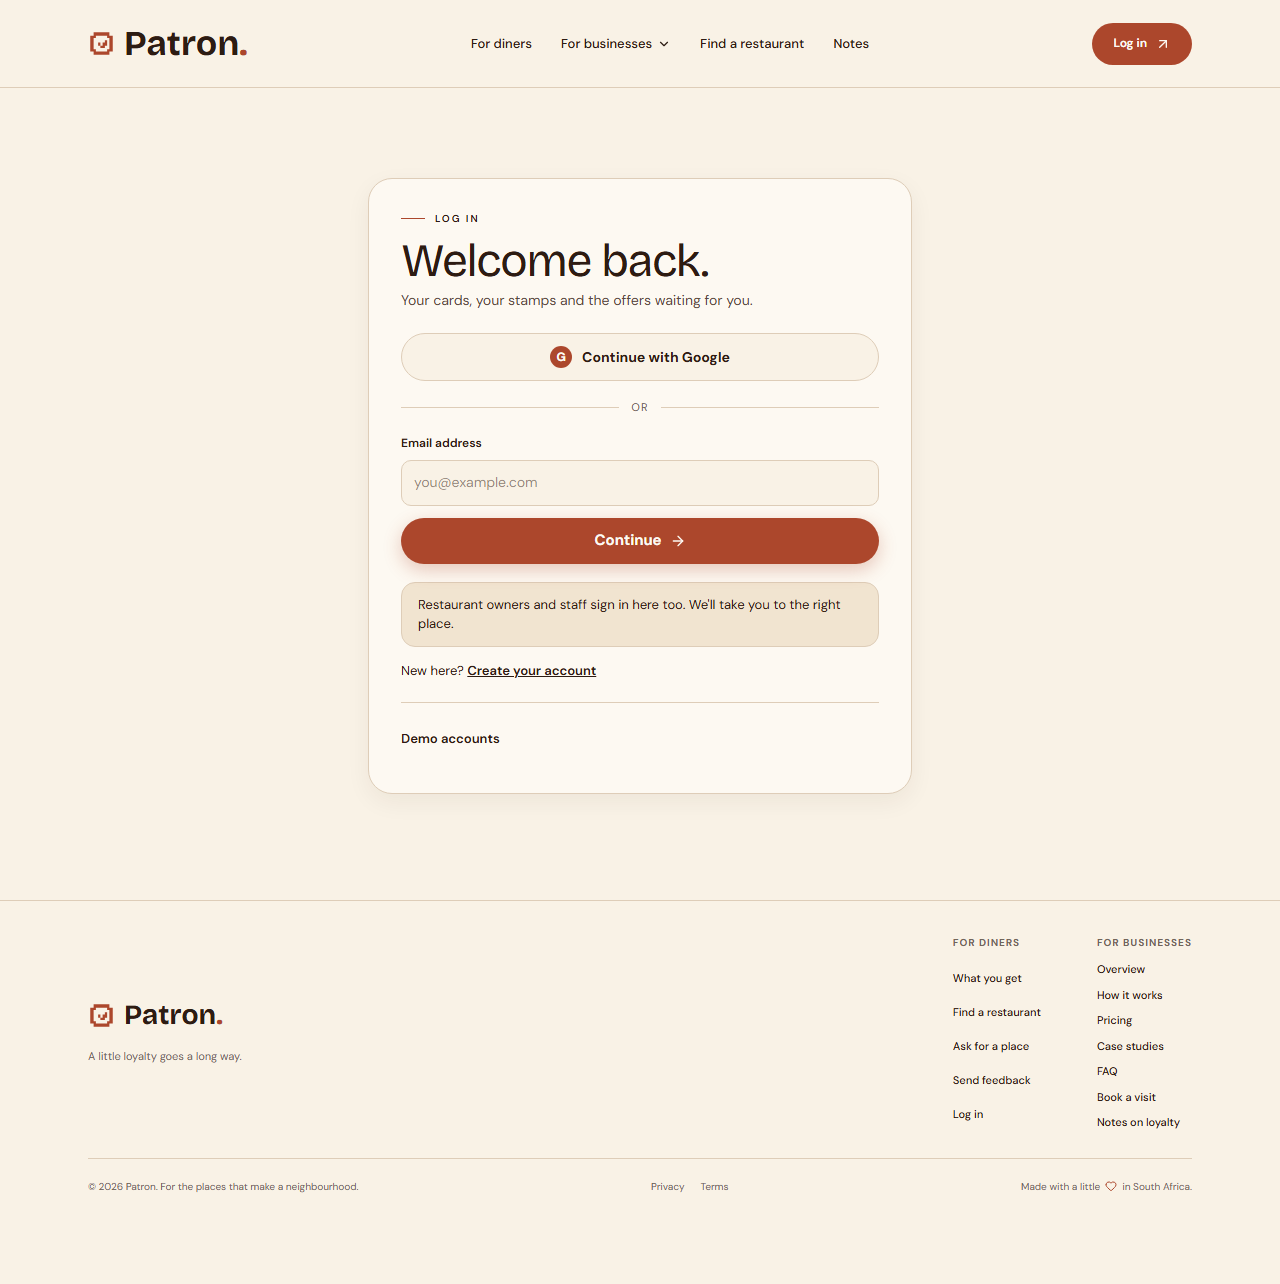 Patron.
For diners
For businesses
Find a restaurant
Notes
Log in
LOG IN
Welcome back.
Your cards, your stamps and the offers waiting for you.
G Continue with Google
OR
Email address
you@example.com
Continue
Restaurant owners and staff sign in here too. We'll take you to the right
place.
New here? Create your account
Demo accounts
Patron.
A little loyalty goes a long way.
FOR DINERS
What you get
Find a restaurant
Ask for a place
Send feedback
Log in
FOR BUSINESSES
Overview
How it works
Pricing
Case studies
FAQ
Book a visit
Notes on loyalty
© 2026 Patron. For the places that make a neighbourhood.
Privacy
Terms
Made with a little in South Africa.